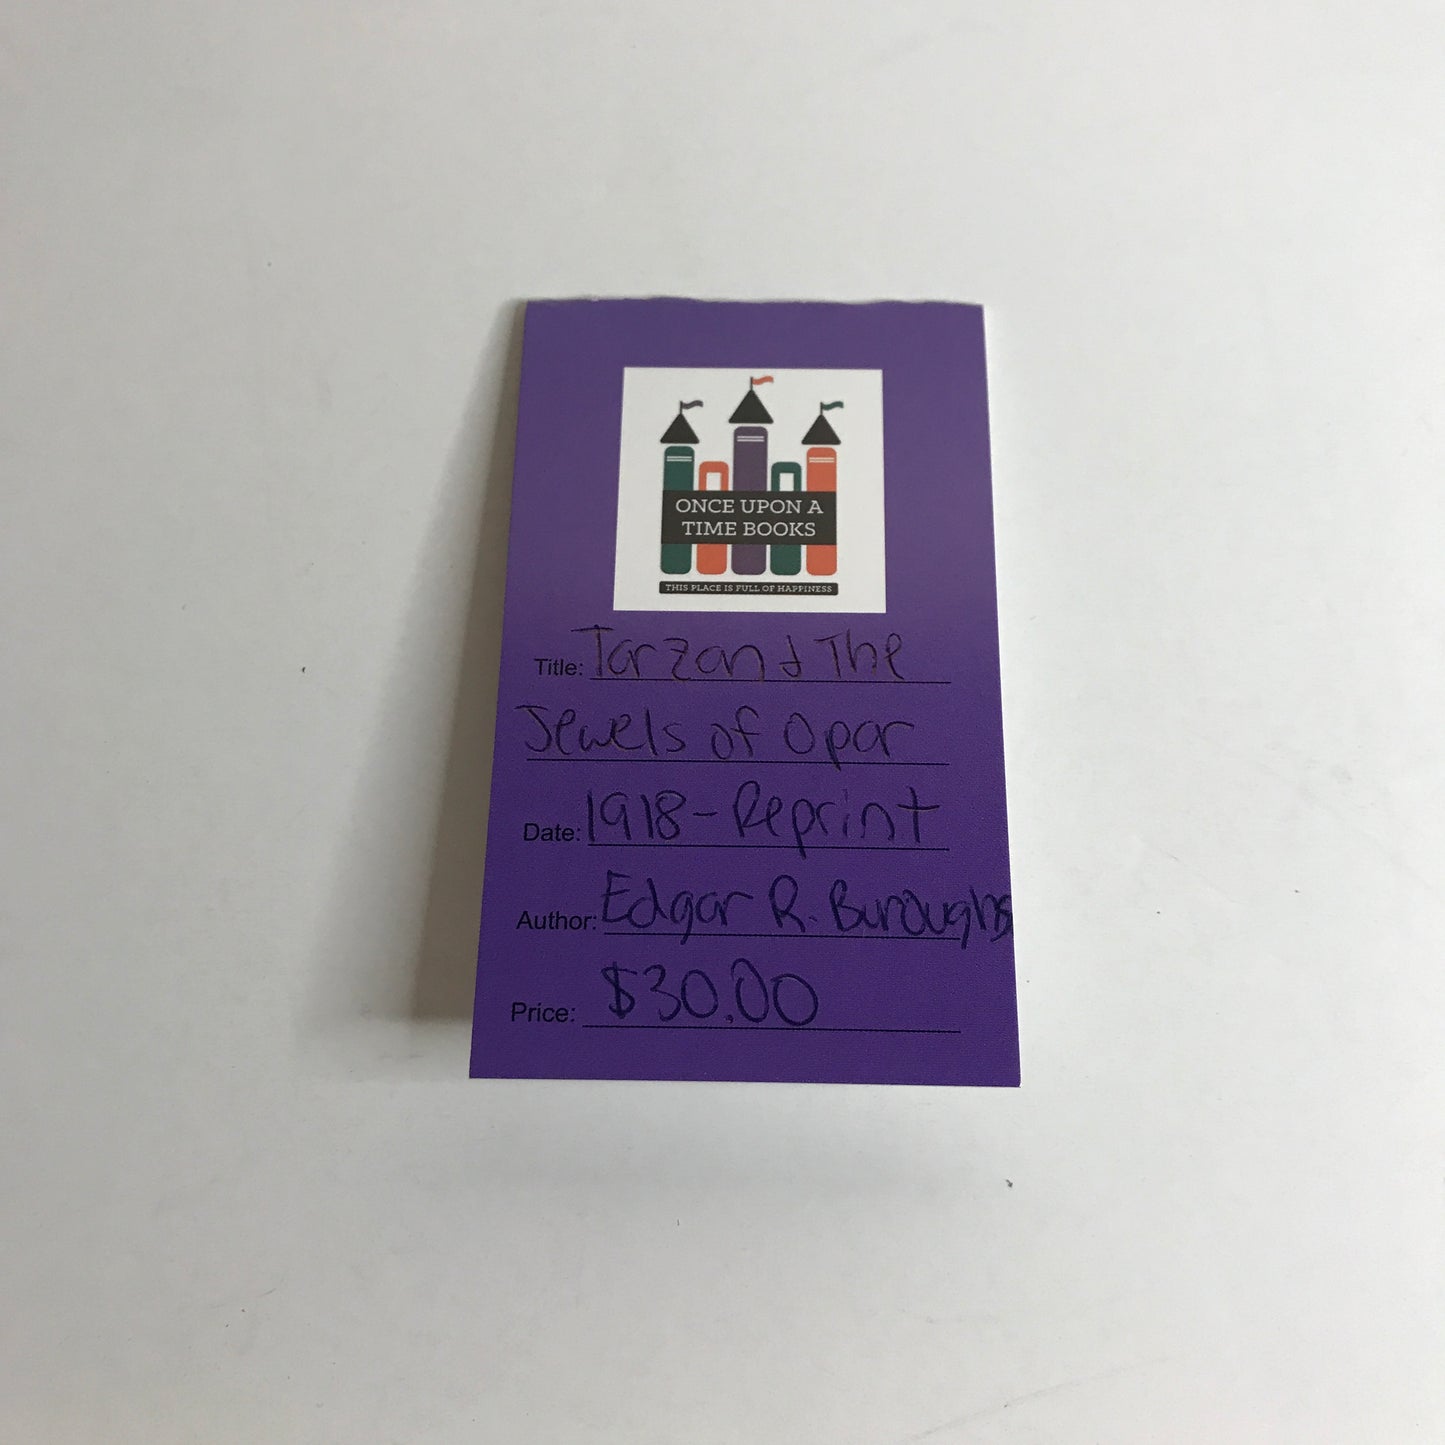 ONCE UPON A
TIME BOOKS
THIS PLACE IS FULL OF HAPPINESS
Title: Tarzan & The
Jewels of Opar
Date: 1918-Reprint
Author: Edgar R. Buroughs
Price: $30.00